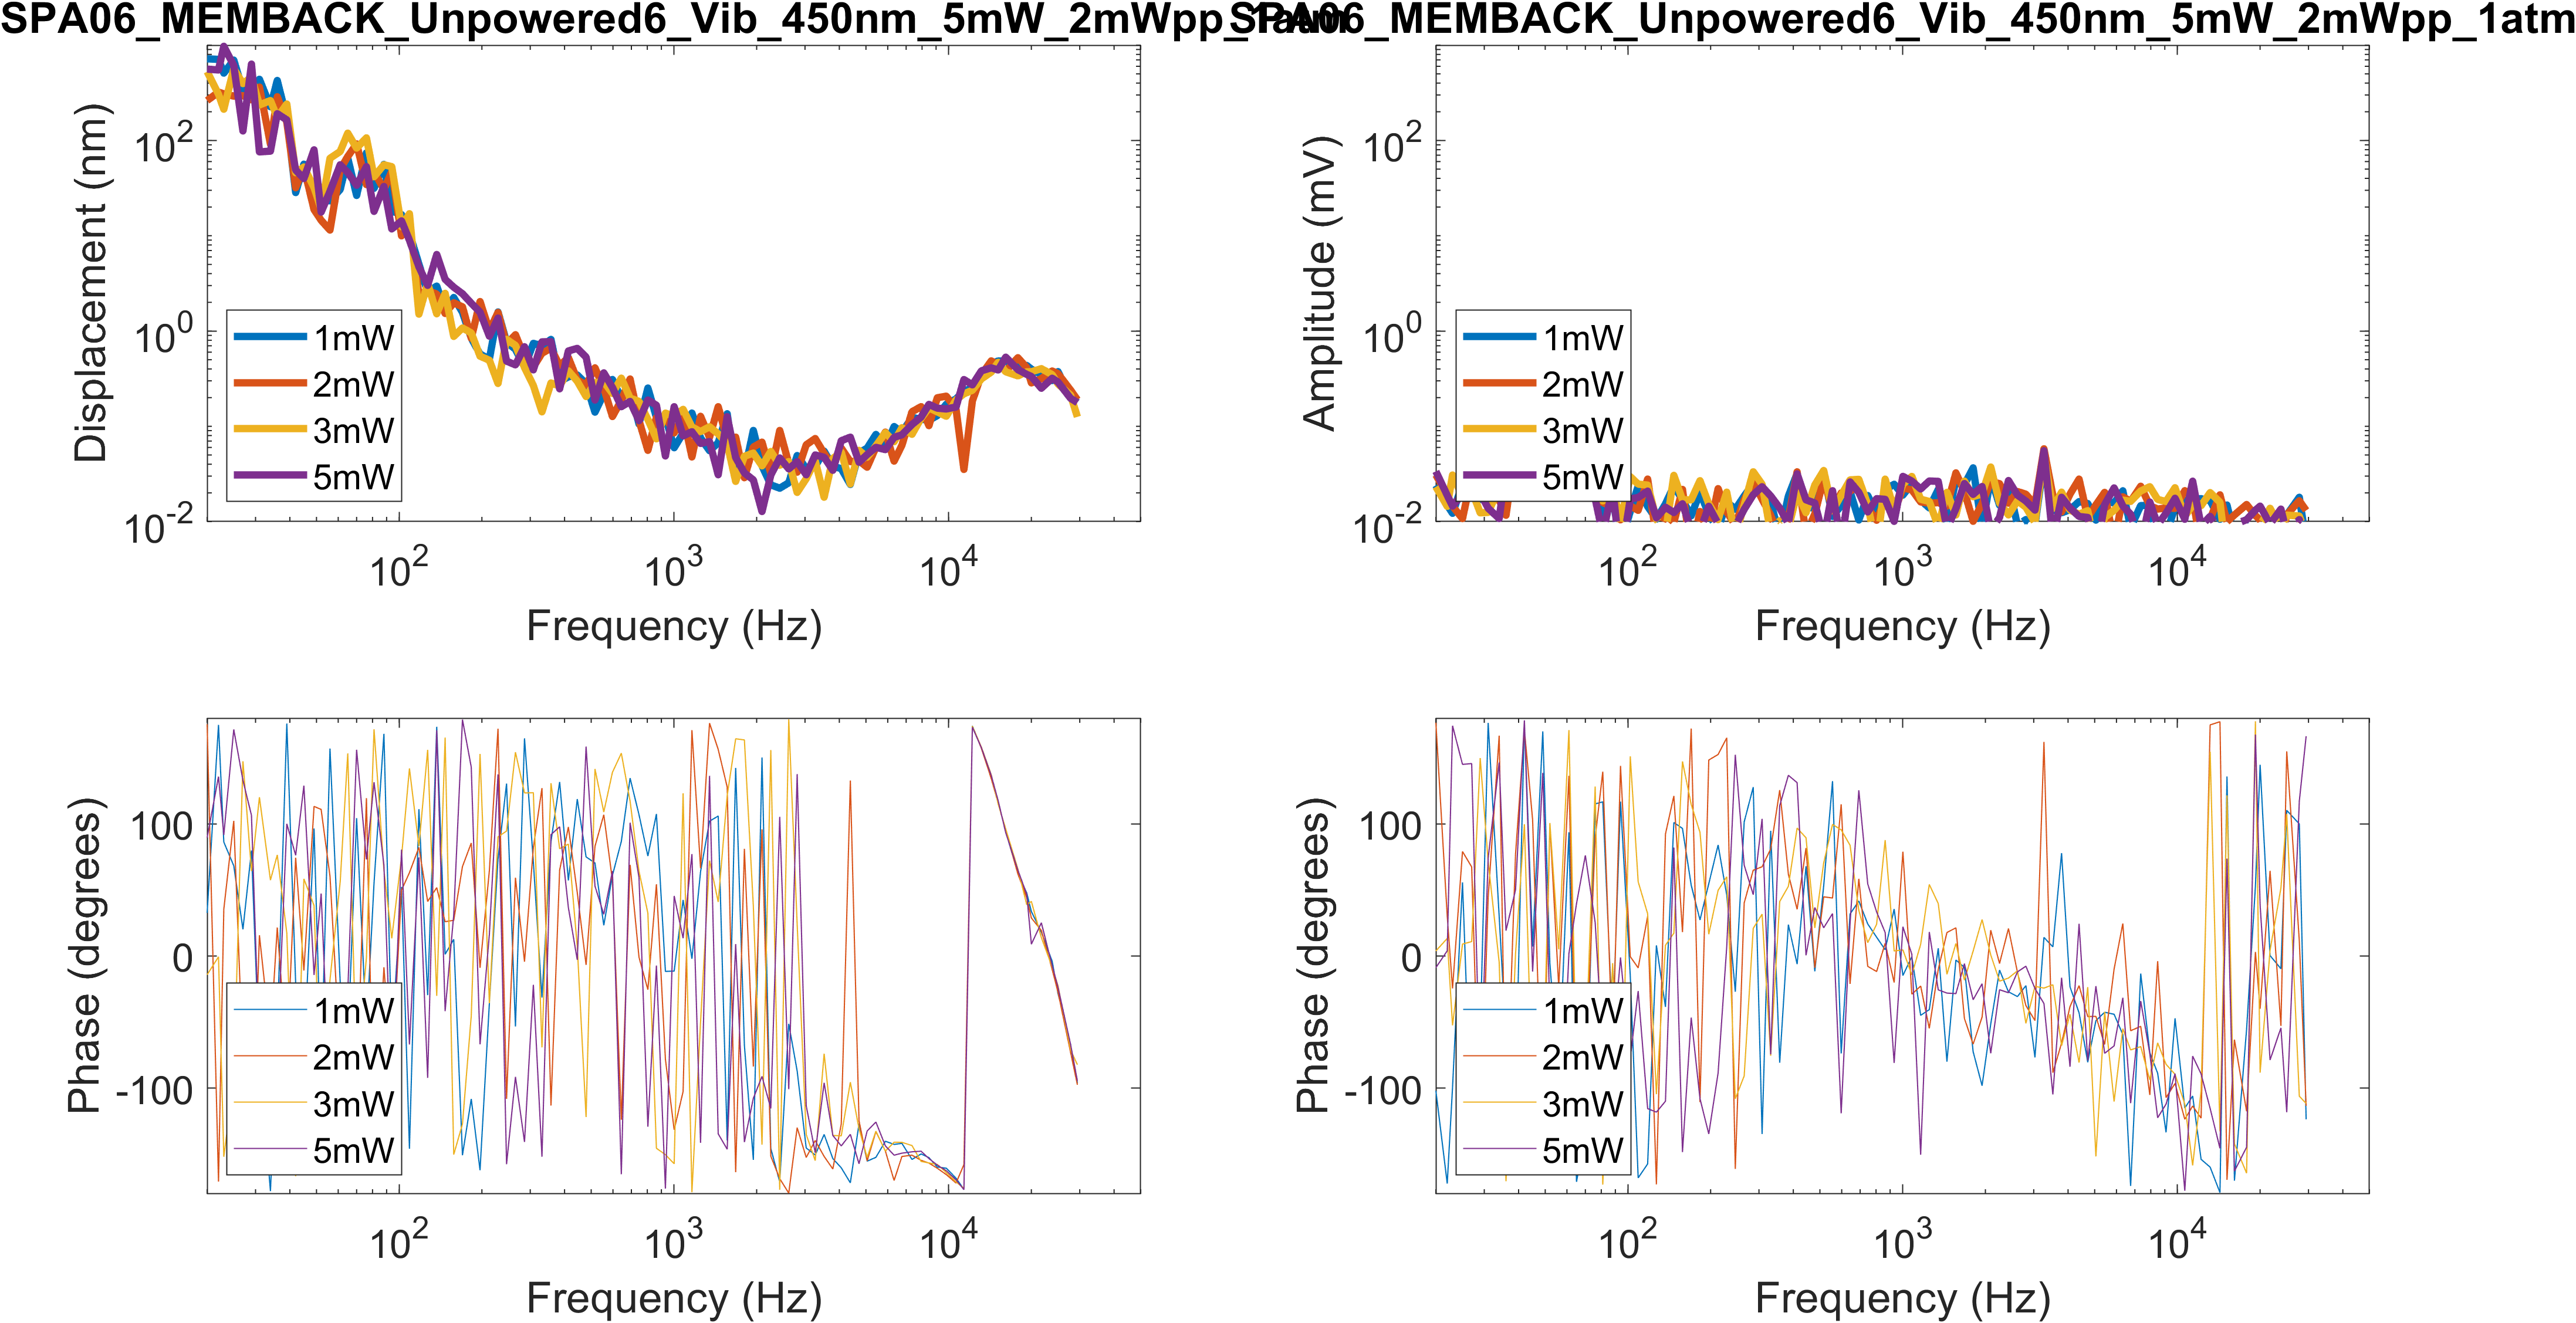 SPA06_MEMBACK_Unpowered6_Vib_450nm_5mW_2mWpp_1atm
SPA06_MEMBACK_Unpowered6_Vib_450nm_5mW_2mWpp_1atm
Displacement (nm)
10^2
10^0
10^-2
1mW
2mW
3mW
5mW
10^2
10^3
10^4
Frequency (Hz)
Amplitude (mV)
10^2
10^0
10^-2
1mW
2mW
3mW
5mW
10^2
10^3
10^4
Frequency (Hz)
Phase (degrees)
100
0
-100
1mW
2mW
3mW
5mW
10^2
10^3
10^4
Frequency (Hz)
Phase (degrees)
100
0
-100
1mW
2mW
3mW
5mW
10^2
10^3
10^4
Frequency (Hz)